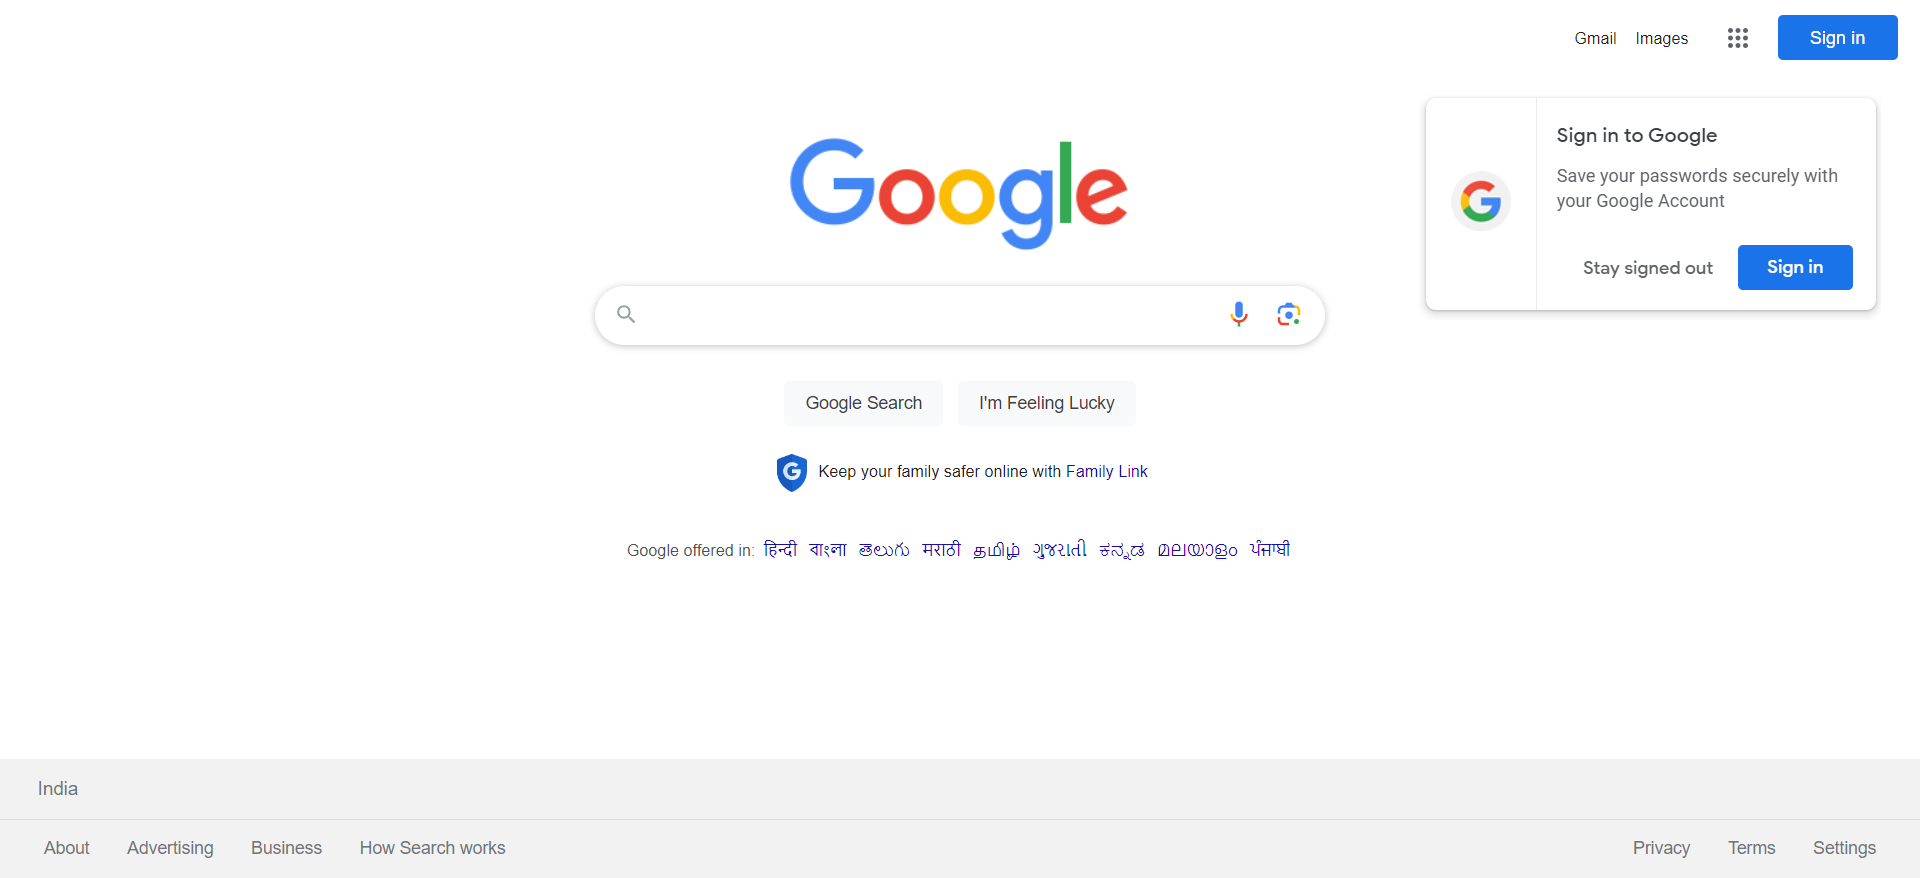 Gmail Images Sign in
Google
Sign in to Google
Save your passwords securely with
your Google Account
Stay signed out Sign in
Google Search I'm Feeling Lucky
Keep your family safer online with Family Link
Google offered in: हिन्दी বাংলা తెలుగు मराठी தமிழ் ગુજરાતી ಕನ್ನಡ മലയാളം ਪੰਜਾਬੀ
India
About Advertising Business How Search works Privacy Terms Settings